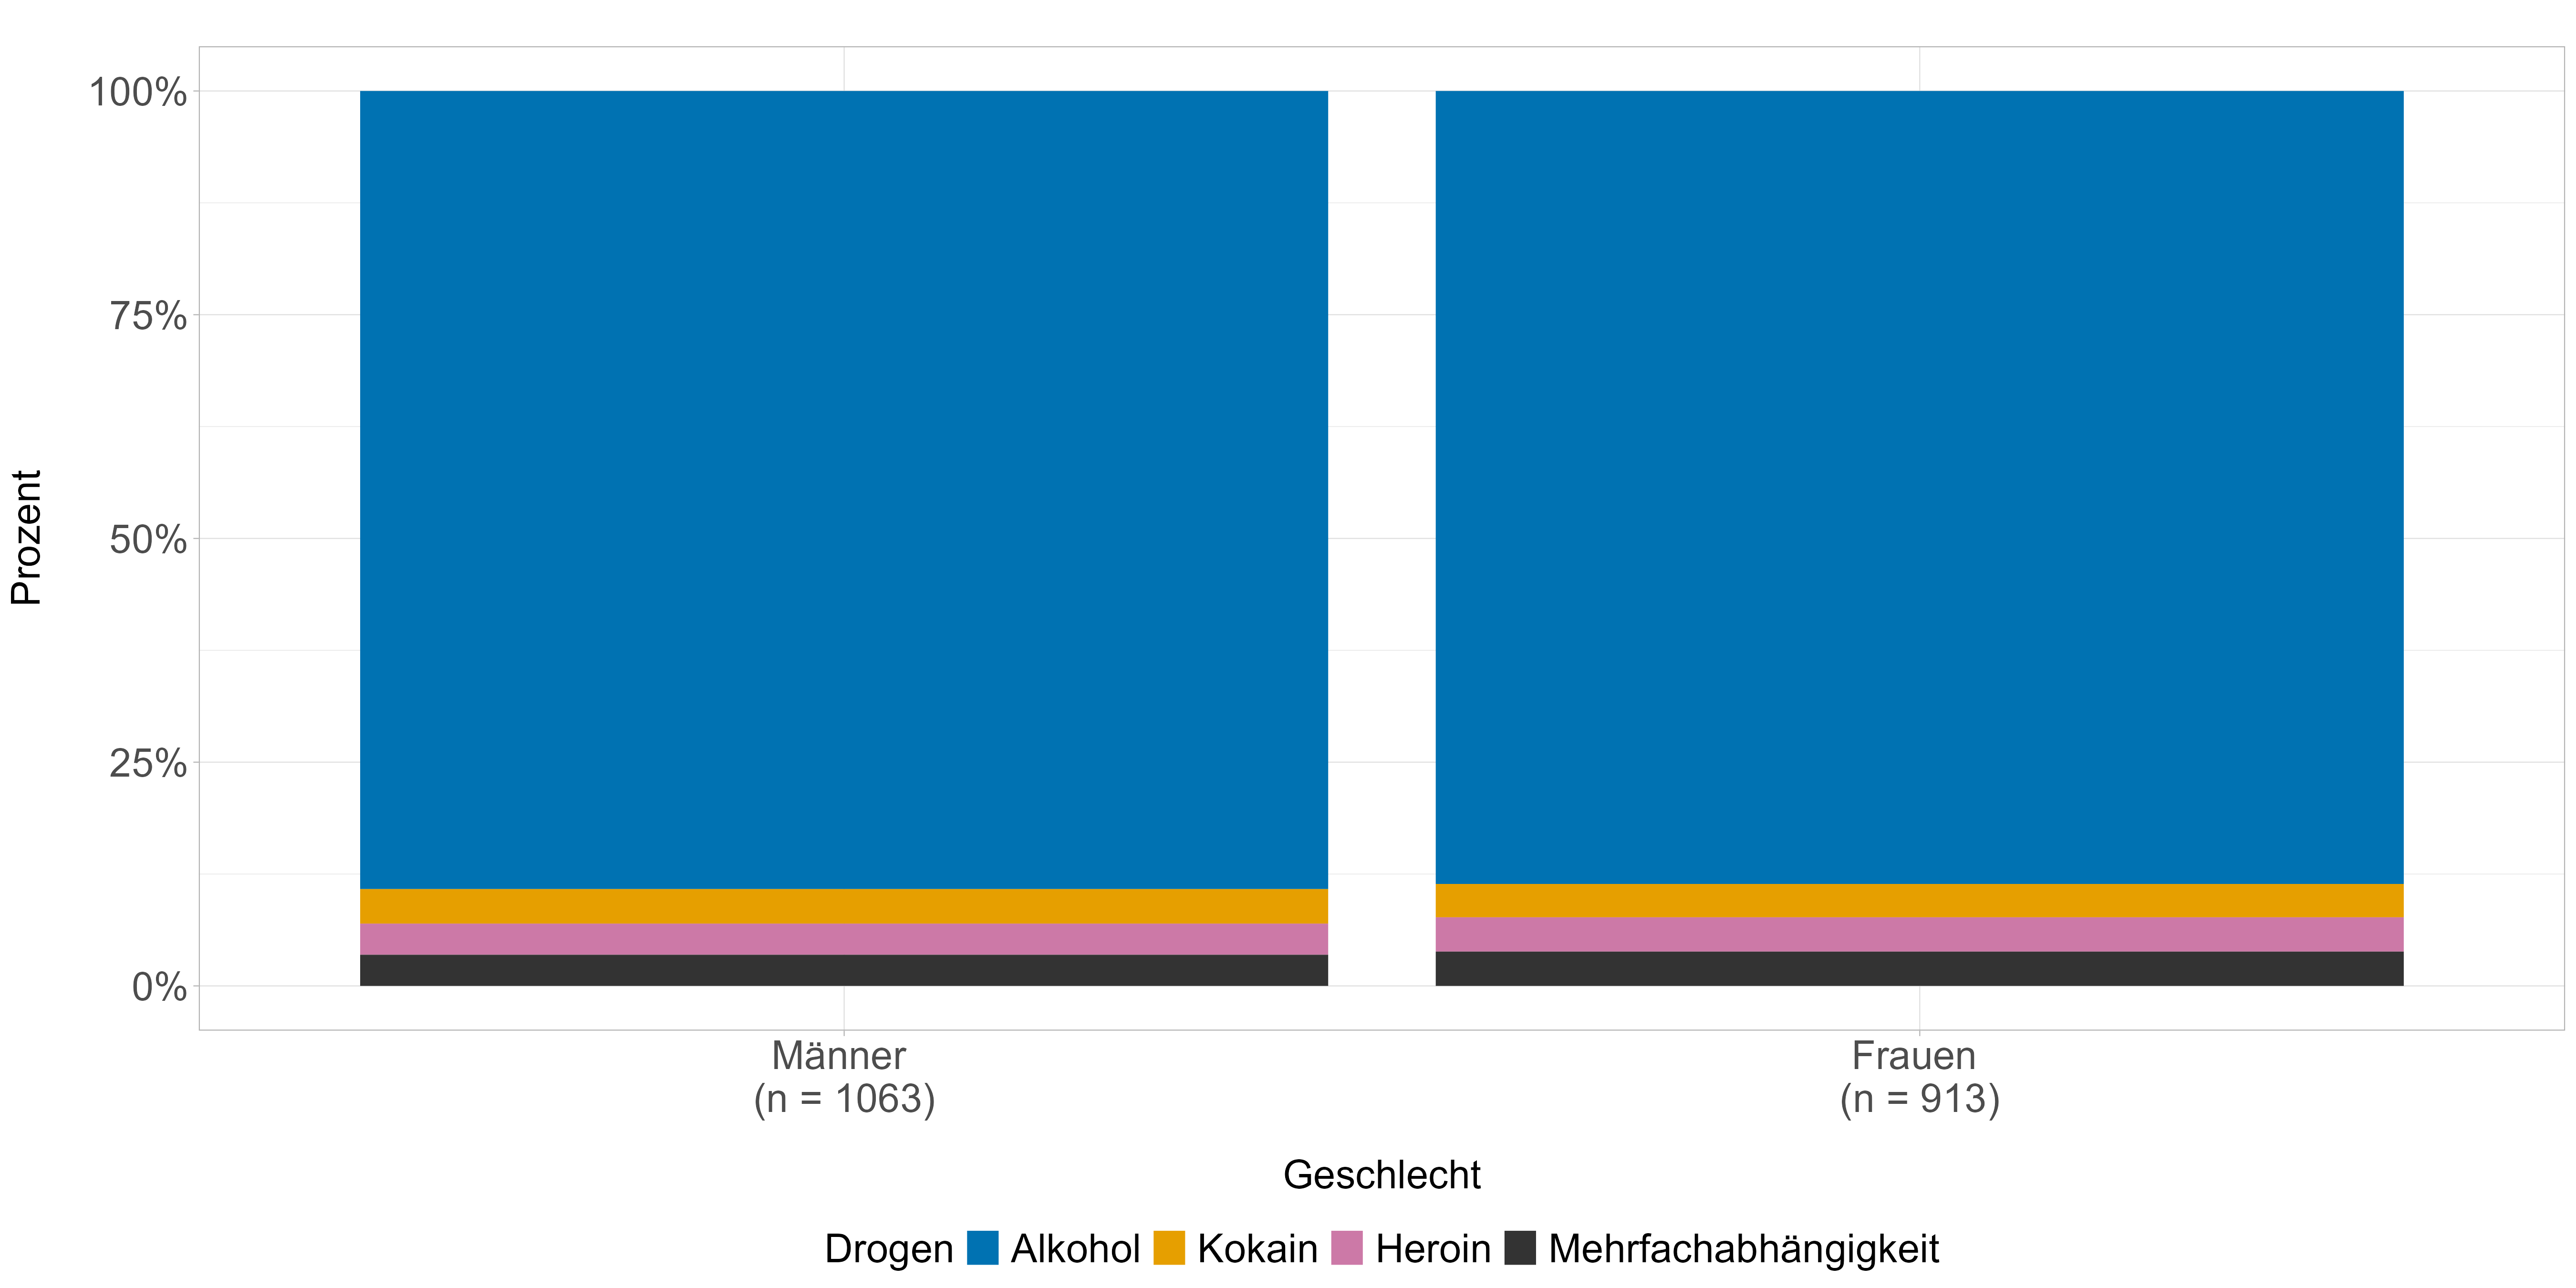 100%
75%
50%
25%
0%
Prozent
Männer
(n = 1063)
Frauen
(n = 913)
Geschlecht
Drogen Alkohol Kokain Heroin Mehrfachabhängigkeit